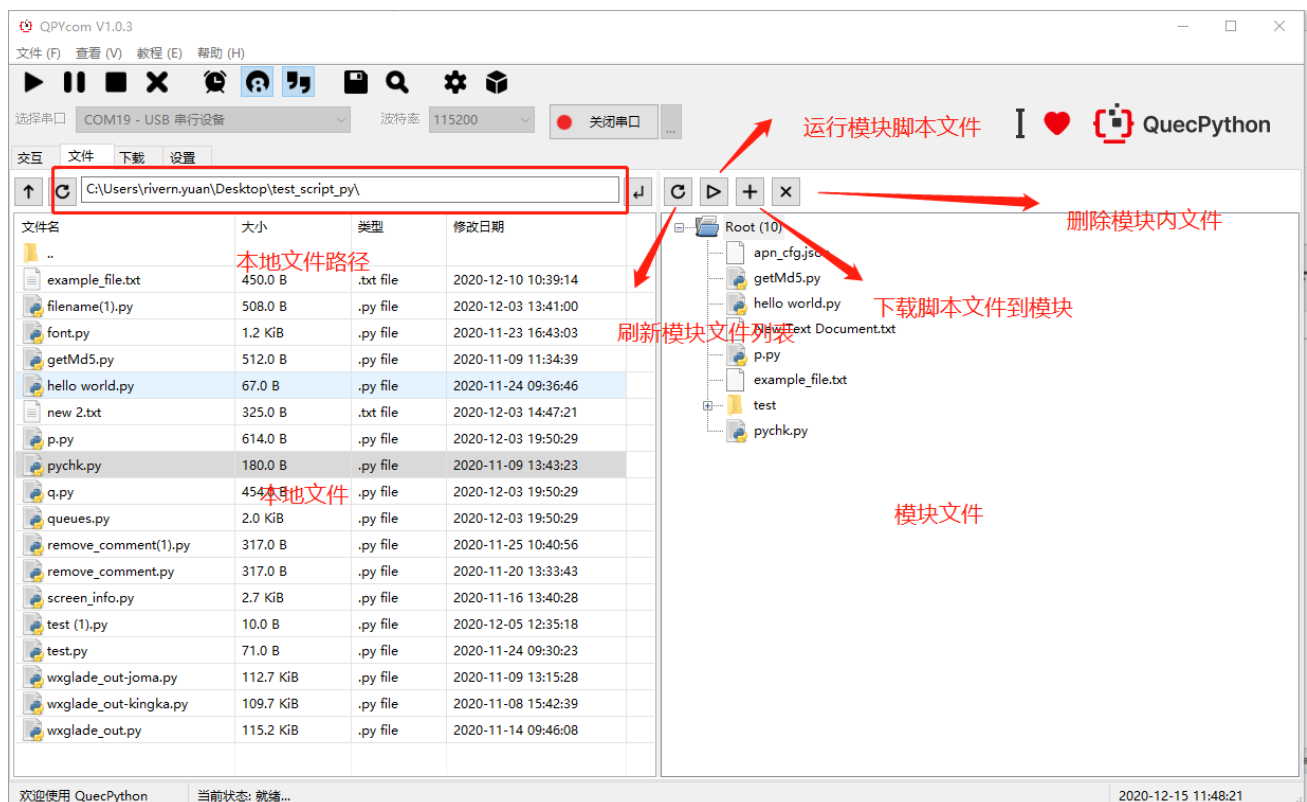 QPYcom V1.0.3
文件 (F) 查看 (V) 教程 (E) 帮助 (H)
选择串口 COM19 - USB 串行设备 波特率 115200 关闭串口 ...
运行模块脚本文件
I QuecPython
交互 文件 下载 设置
C:\Users\rivern.yuan\Desktop\test_script_py\
删除模块内文件
文件名 大小 类型 修改日期
..
本地文件路径
example_file.txt 450.0 B .txt file 2020-12-10 10:39:14
filename(1).py 508.0 B .py file 2020-12-03 13:41:00
font.py 1.2 KiB .py file 2020-11-23 16:43:03
getMd5.py 512.0 B .py file 2020-11-09 11:34:39
hello world.py 67.0 B .py file 2020-11-24 09:36:46
new 2.txt 325.0 B .txt file 2020-12-03 14:47:21
p.py 614.0 B .py file 2020-12-03 19:50:29
pychk.py 180.0 B .py file 2020-11-09 13:43:23
q.py 454.0 B .py file 2020-12-03 19:50:29
本地文件
queues.py 2.0 KiB .py file 2020-12-03 19:50:29
remove_comment(1).py 317.0 B .py file 2020-11-25 10:40:56
remove_comment.py 317.0 B .py file 2020-11-20 13:33:43
screen_info.py 2.7 KiB .py file 2020-11-16 13:40:28
test (1).py 10.0 B .py file 2020-12-05 12:35:18
test.py 71.0 B .py file 2020-11-24 09:30:23
wxglade_out-joma.py 112.7 KiB .py file 2020-11-09 13:15:28
wxglade_out-kingka.py 109.7 KiB .py file 2020-11-08 15:42:39
wxglade_out.py 115.2 KiB .py file 2020-11-14 09:46:08
Root (10)
apn_cfg.json
getMd5.py
hello world.py
下载脚本文件到模块
刷新模块文件列表
New Text Document.txt
p.py
example_file.txt
test
pychk.py
模块文件
欢迎使用 QuecPython 当前状态: 就绪... 2020-12-15 11:48:21